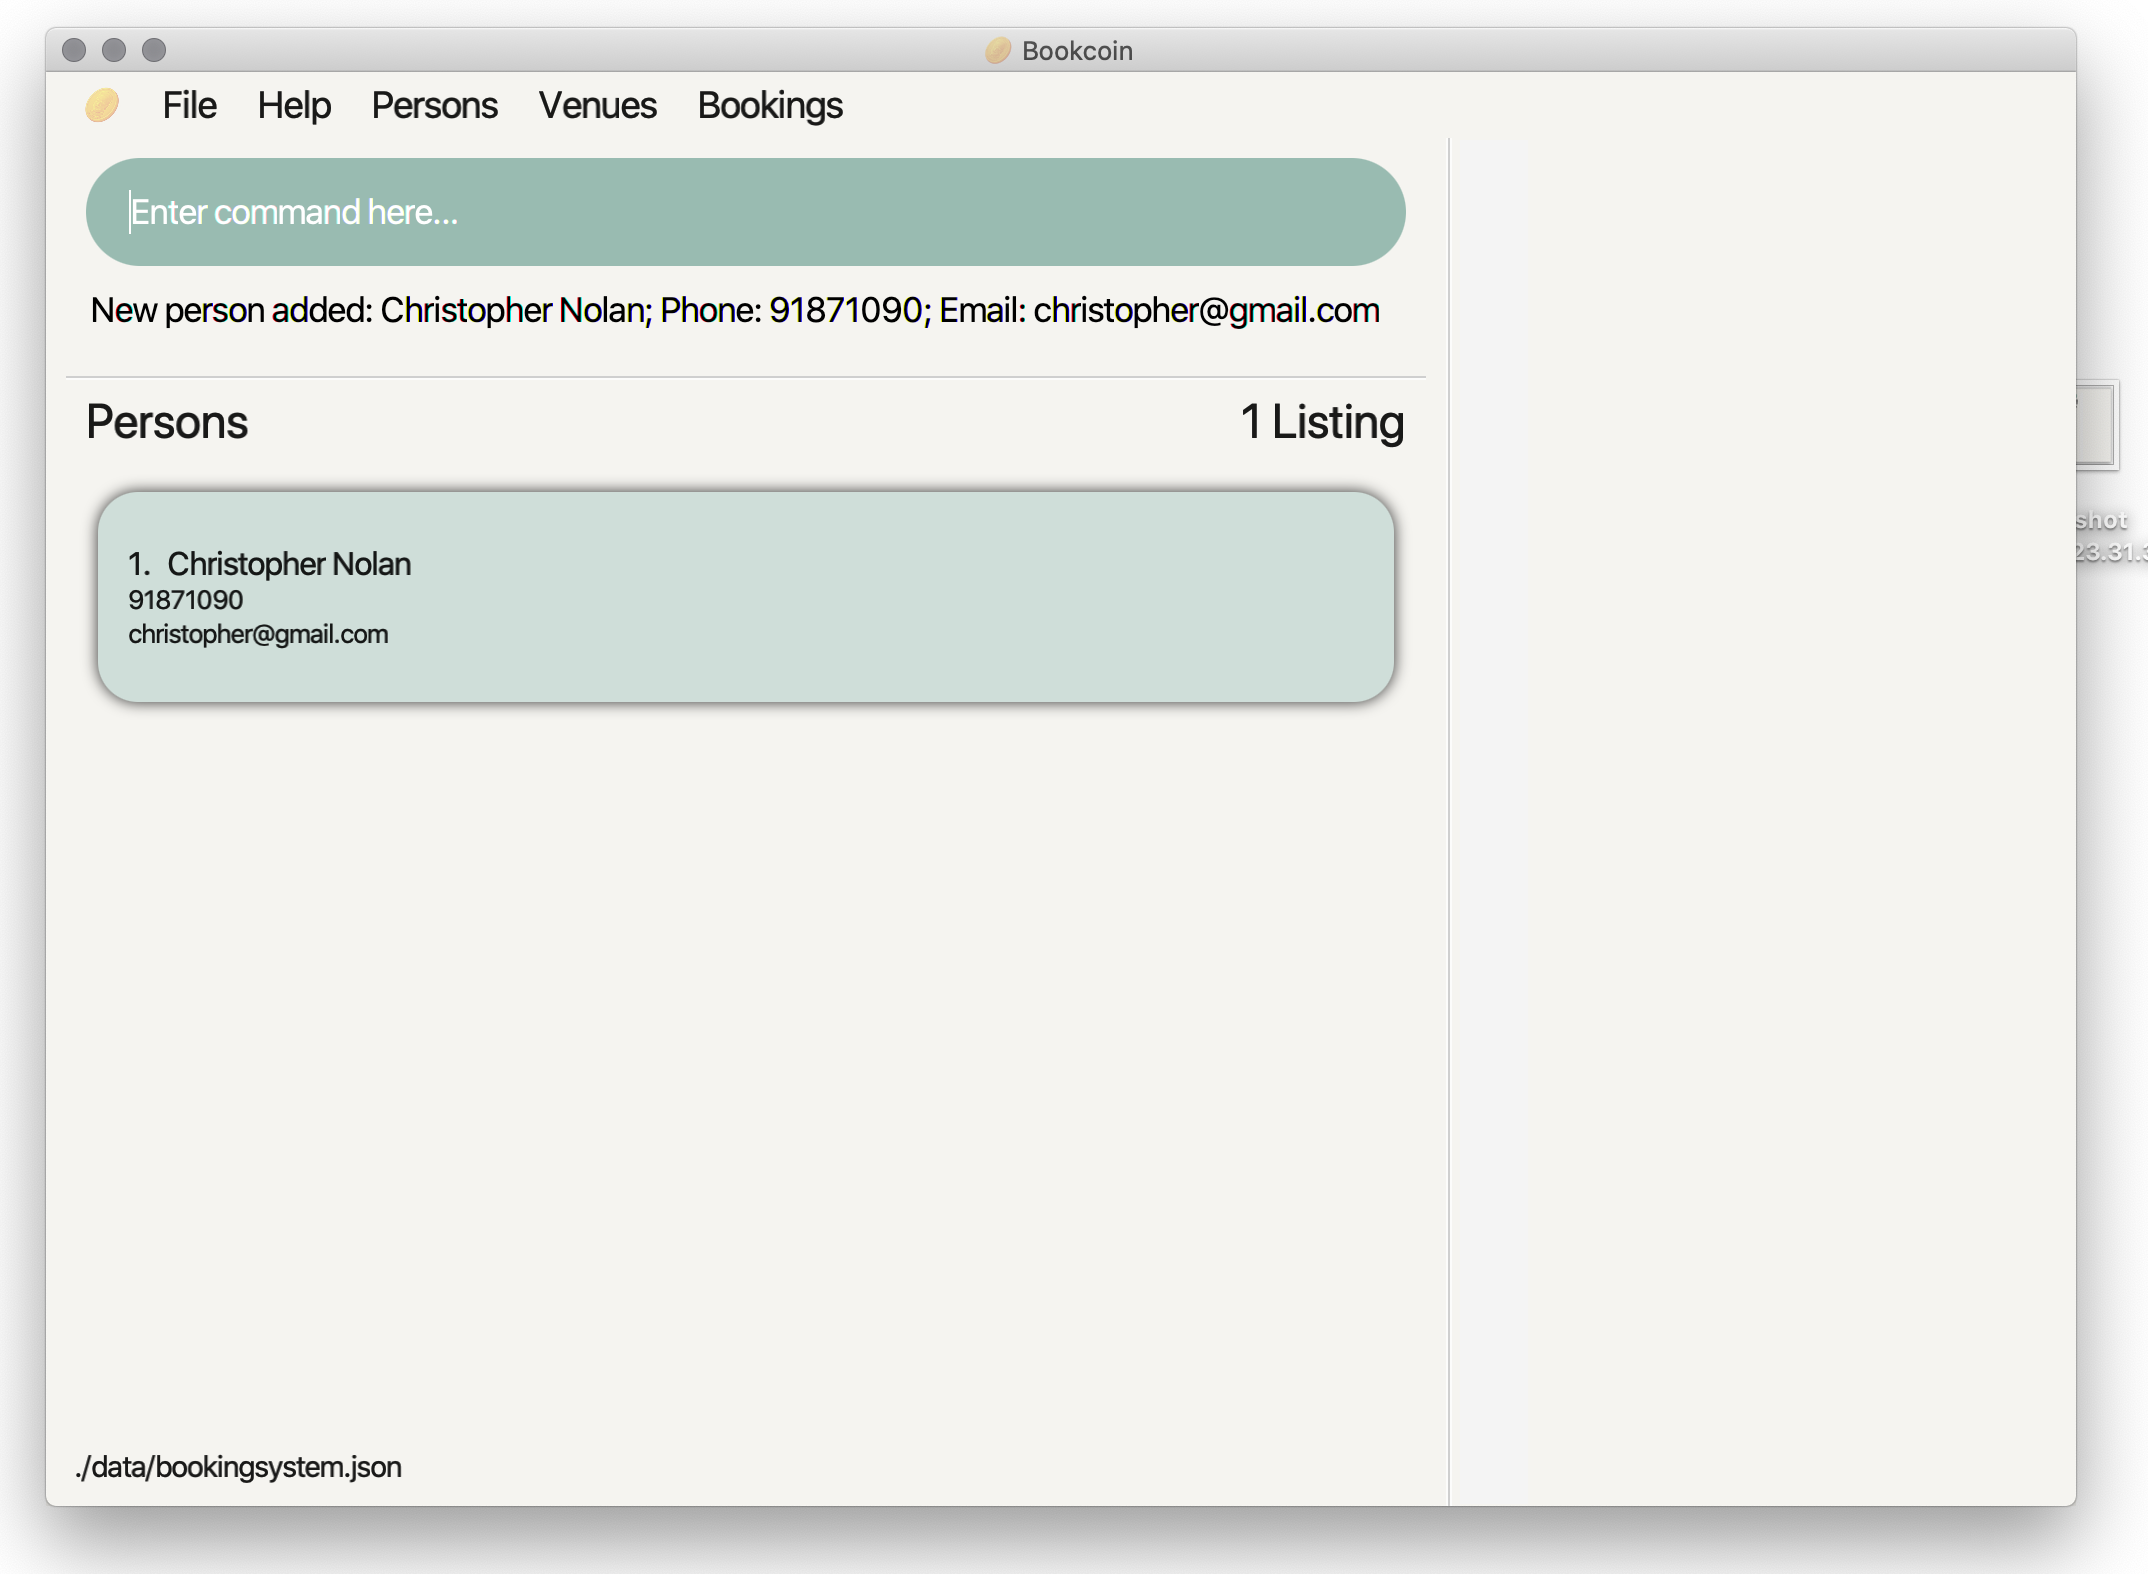 Bookcoin
File Help Persons Venues Bookings
Enter command here...
New person added: Christopher Nolan; Phone: 91871090; Email: christopher@gmail.com
Persons 1 Listing
1. Christopher Nolan
91871090
christopher@gmail.com
shot
23.31.3
./data/bookingsystem.json